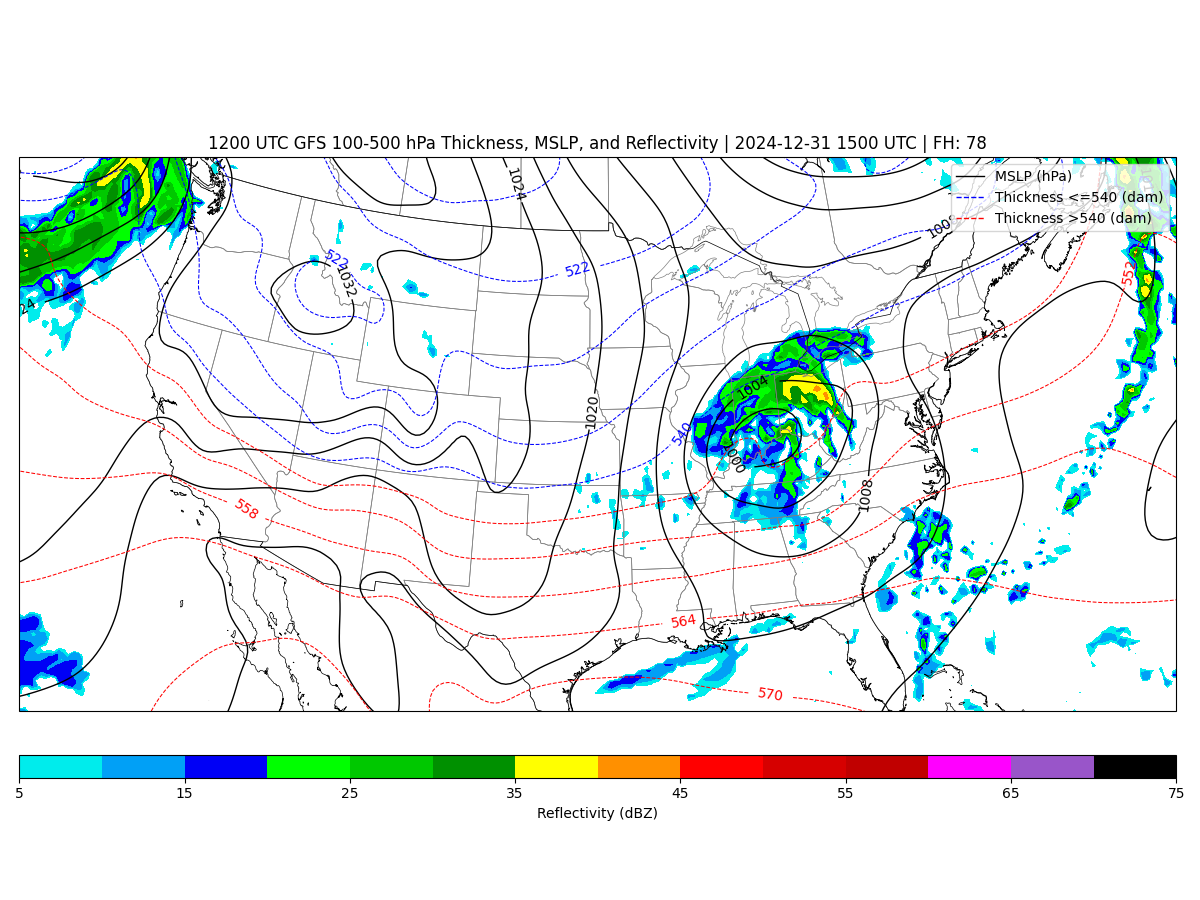 1200 UTC GFS 100-500 hPa Thickness, MSLP, and Reflectivity | 2024-12-31 1500 UTC | FH: 78
MSLP (hPa)
Thickness <=540 (dam)
Thickness >540 (dam)
1024
1008
522
522
1032
552
24
1020
1004
540
1000
1008
558
564
570
5 15 25 35 45 55 65 75
Reflectivity (dBZ)